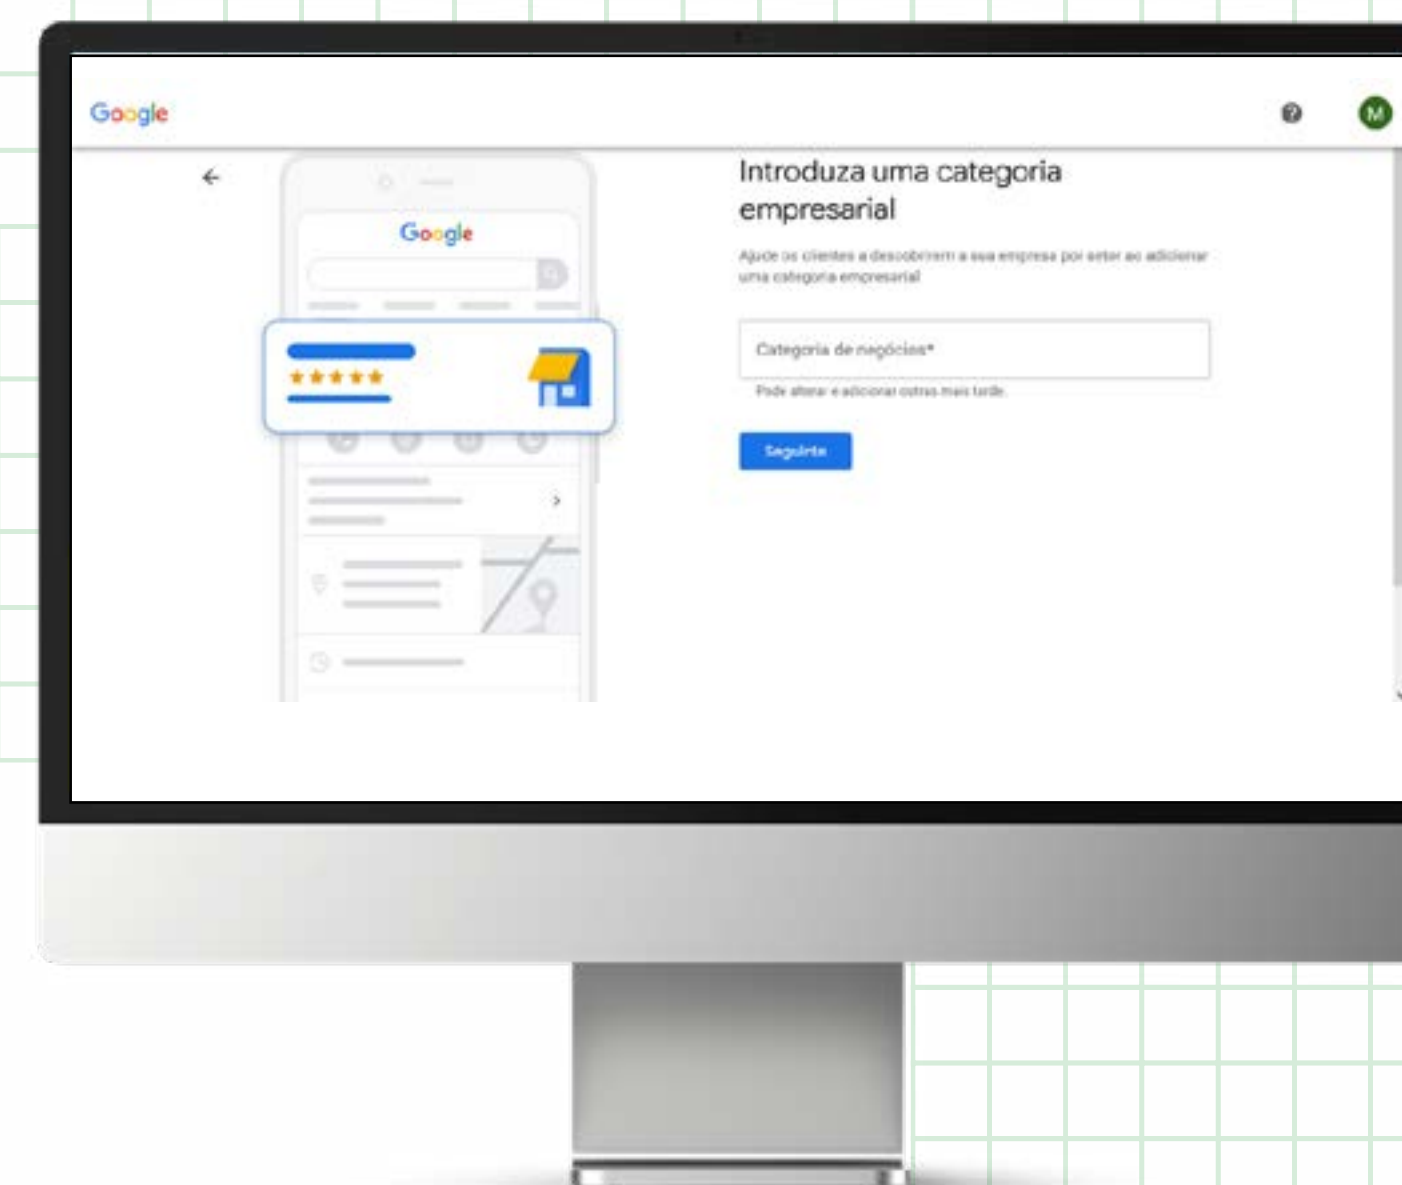 Google
M
Google
Introduza uma categoria
empresarial
Ajude os clientes a descobrirem a sua empresa por setor ao adicionar
uma categoria empresarial
Categoria de negócios*
Pode alterar e adicionar outras mais tarde.
Seguinte